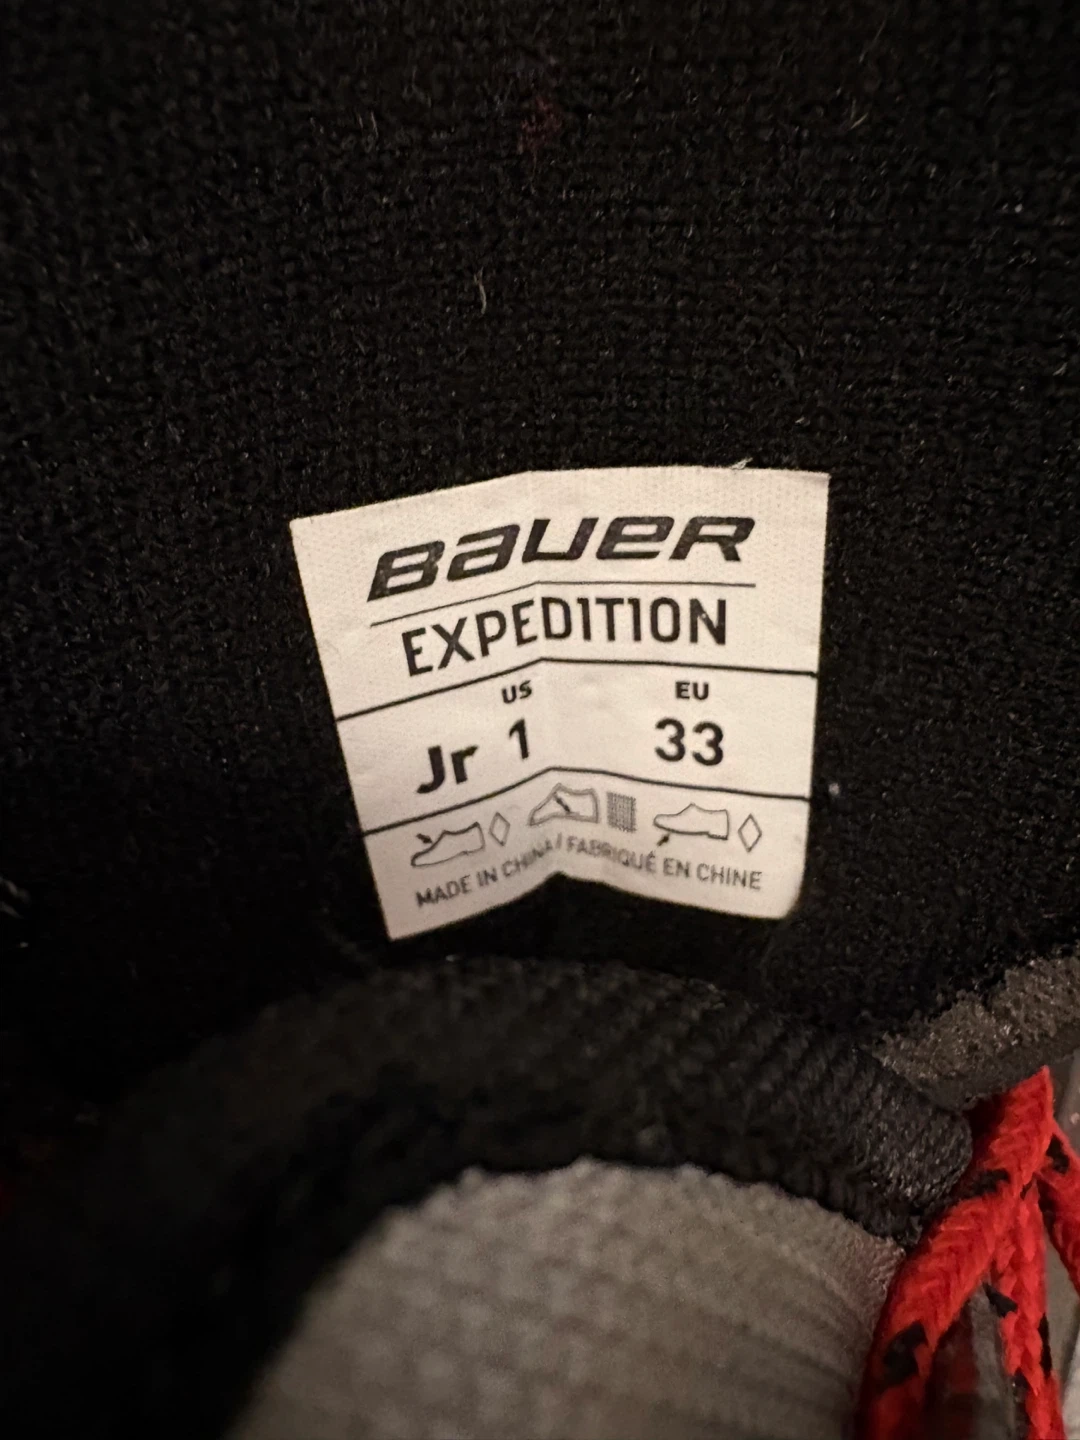 BAUER
EXPEDITION
US EU
Jr 1 33
MADE IN CHINA / FABRIQUÉ EN CHINE